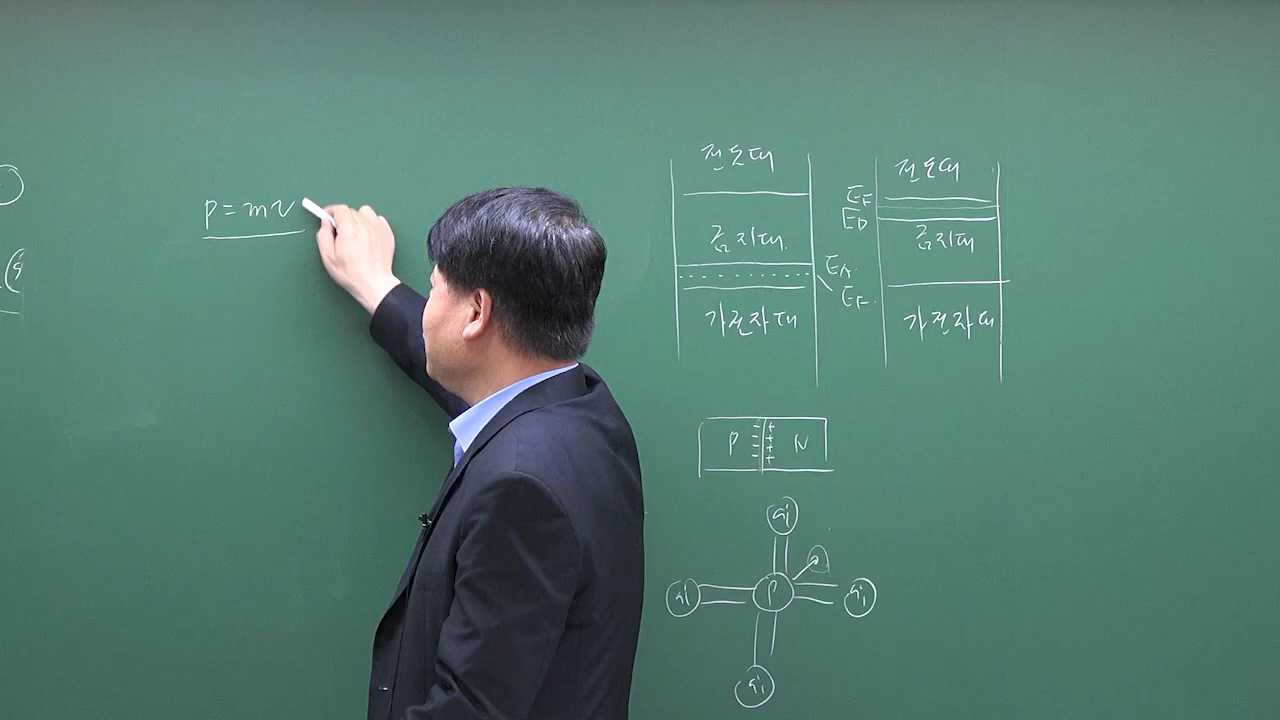 P = mv
전도대
금지대
E_A
E_F
가전자대
전도대
E_F
E_D
금지대
가전자대
P - - - - + + + + N
Si
Si P Si
Si